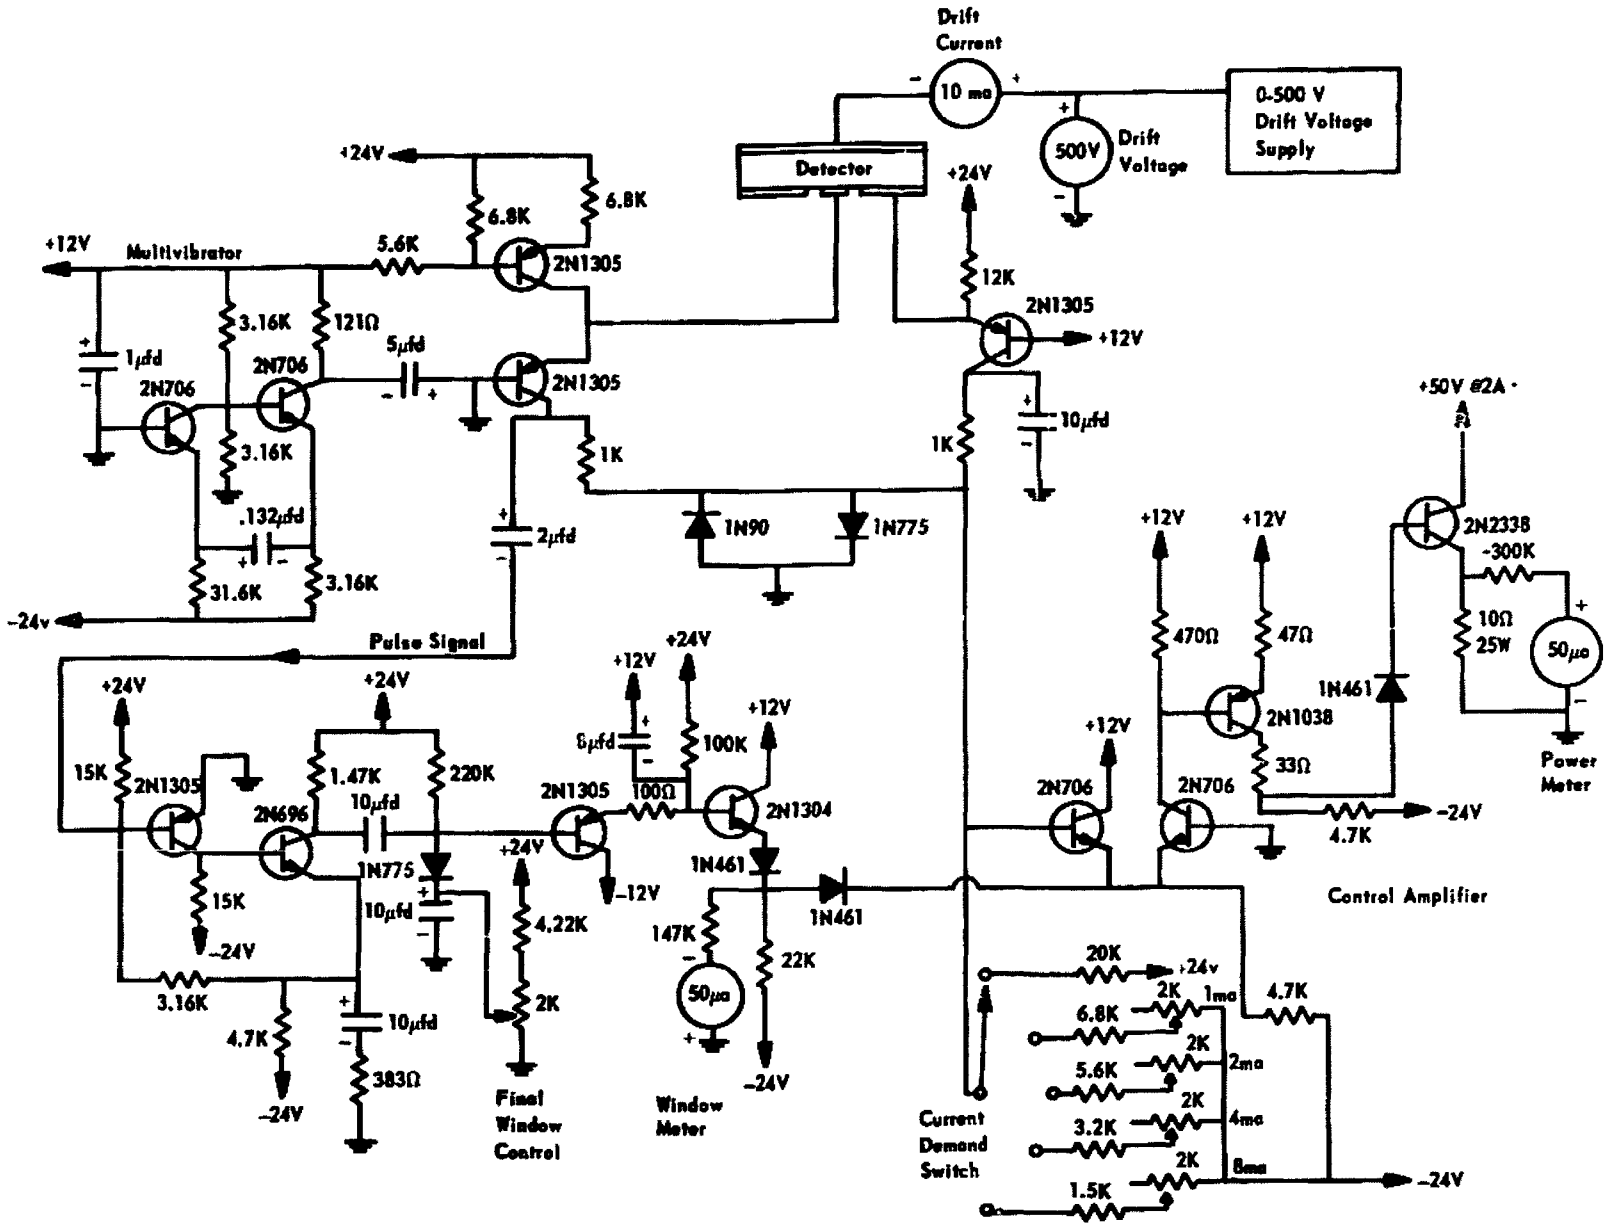 Drift
Current
-
+
10 ma
0-500 V
Drift Voltage
Supply
+
500V
Drift
Voltage
-
+24V
Detector
+24V
6.8K
6.8K
+12V
Multivibrator
5.6K
2N1305
12K
2N1305
3.16K
121Ω
+12V
+
1μfd
-
5μfd
2N706
2N706
-
+
2N1305
+50V @2A
+
10μfd
-
3.16K
1K
1K
.132μfd
+
-
+
2μfd
-
1N90
1N775
+12V
+12V
2N2338
300K
31.6K
3.16K
-24v
+
10Ω
25W
50μa
-
Pulse Signal
470Ω
47Ω
+24V
+12V
+24V
+24V
1N461
+12V
2N1038
+12V
+
8μfd
-
100K
15K
2N1305
1.47K
220K
2N1305
100Ω
33Ω
Power
Meter
10μfd
2N696
2N1304
2N706
2N706
-24V
4.7K
+24V
1N775
1N461
+
10μfd
-
15K
-12V
1N461
Control Amplifier
4.22K
147K
-24V
22K
20K
+24v
-
50μa
+
3.16K
2K
2K
1ma
4.7K
+
10μfd
-
6.8K
4.7K
2K
2ma
383Ω
5.6K
-24V
-24V
Final
Window
Control
Window
Meter
Current
Demand
Switch
2K
4ma
3.2K
2K
8ma
-24V
1.5K